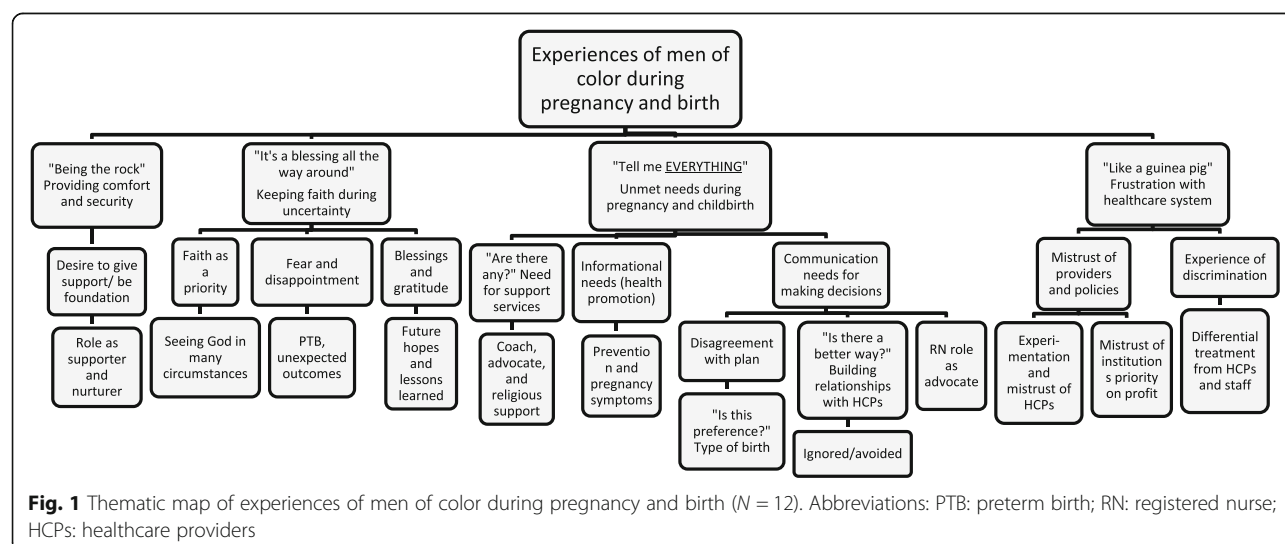 Experiences of men of
color during
pregnancy and birth
"Being the rock"
Providing comfort
and security
"It's a blessing all the
way around"
Keeping faith during
uncertainty
"Tell me EVERYTHING"
Unmet needs during
pregnancy and childbirth
"Like a guinea pig"
Frustration with
healthcare system
Desire to give
support/ be
foundation
Faith as
a
priority
Fear and
disappointment
Blessings
and
gratitude
"Are there
any?" Need
for support
services
Informational
needs (health
promotion)
Communication
needs for
making decisions
Mistrust of
providers
and policies
Experience of
discrimination
Role as
supporter
and
nurturer
Seeing God in
many
circumstances
PTB,
unexpected
outcomes
Future
hopes
and
lessons
learned
Coach,
advocate,
and
religious
support
Preventio
n and
pregnancy
symptoms
Disagreement
with plan
"Is there a
better way?"
Building
relationships
with HCPs
RN role
as
advocate
Experi-
mentation
and
mistrust of
HCPs
Mistrust of
institution
s priority
on profit
Differential
treatment
from HCPs
and staff
"Is this
preference?"
Type of birth
Ignored/avoided
Fig. 1 Thematic map of experiences of men of color during pregnancy and birth (N = 12). Abbreviations: PTB: preterm birth; RN: registered nurse;
HCPs: healthcare providers